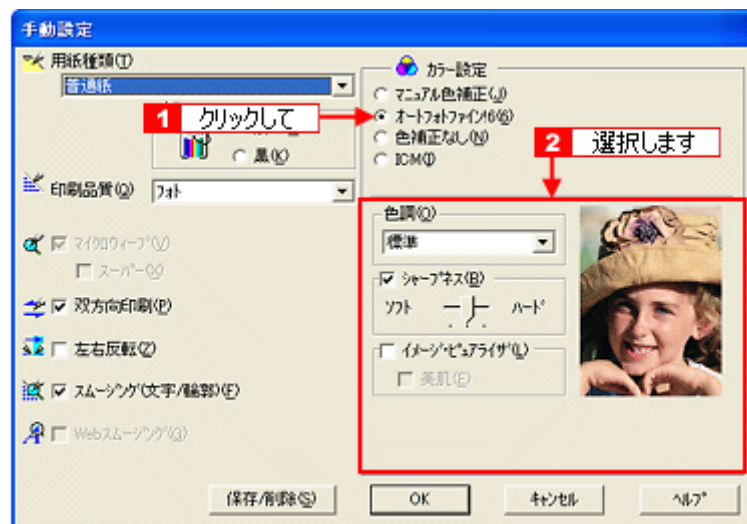 手動設定
用紙種類(T)
普通紙
1 クリックして
黒(K)
印刷品質(Q) フォト
マイクロウィーブ(V)
スーパー(X)
双方向印刷(P)
左右反転(Z)
スムージング(文字/輪郭)(F)
Webスムージング(G)
カラー設定
マニュアル色補正(J)
オートフォトファイン!6(6)
色補正なし(N)
ICM(I)
2 選択します
色調(O)
標準
シャープネス(B)
ソフト ハード
イメージ・ピュアライザ(L)
美肌(E)
保存/削除(S) OK キャンセル ヘルプ